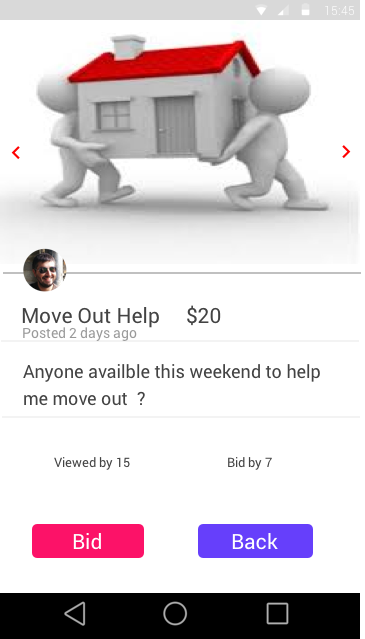 15:45
Move Out Help $20
Posted 2 days ago
Anyone availble this weekend to help
me move out ?
Viewed by 15
Bid by 7
Bid
Back